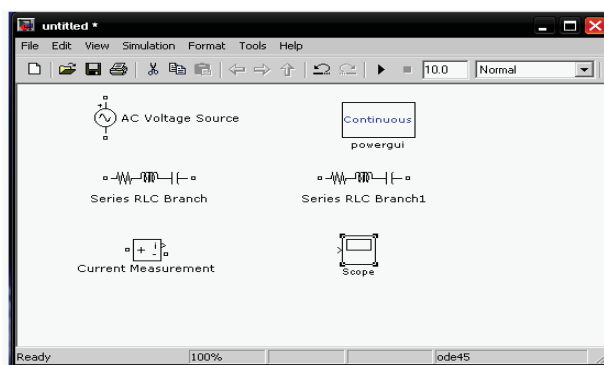 untitled *
File Edit View Simulation Format Tools Help
10.0 Normal
AC Voltage Source
Continuous
powergui
Series RLC Branch
Series RLC Branch1
+ i -
Current Measurement
Scope
Ready 100% ode45